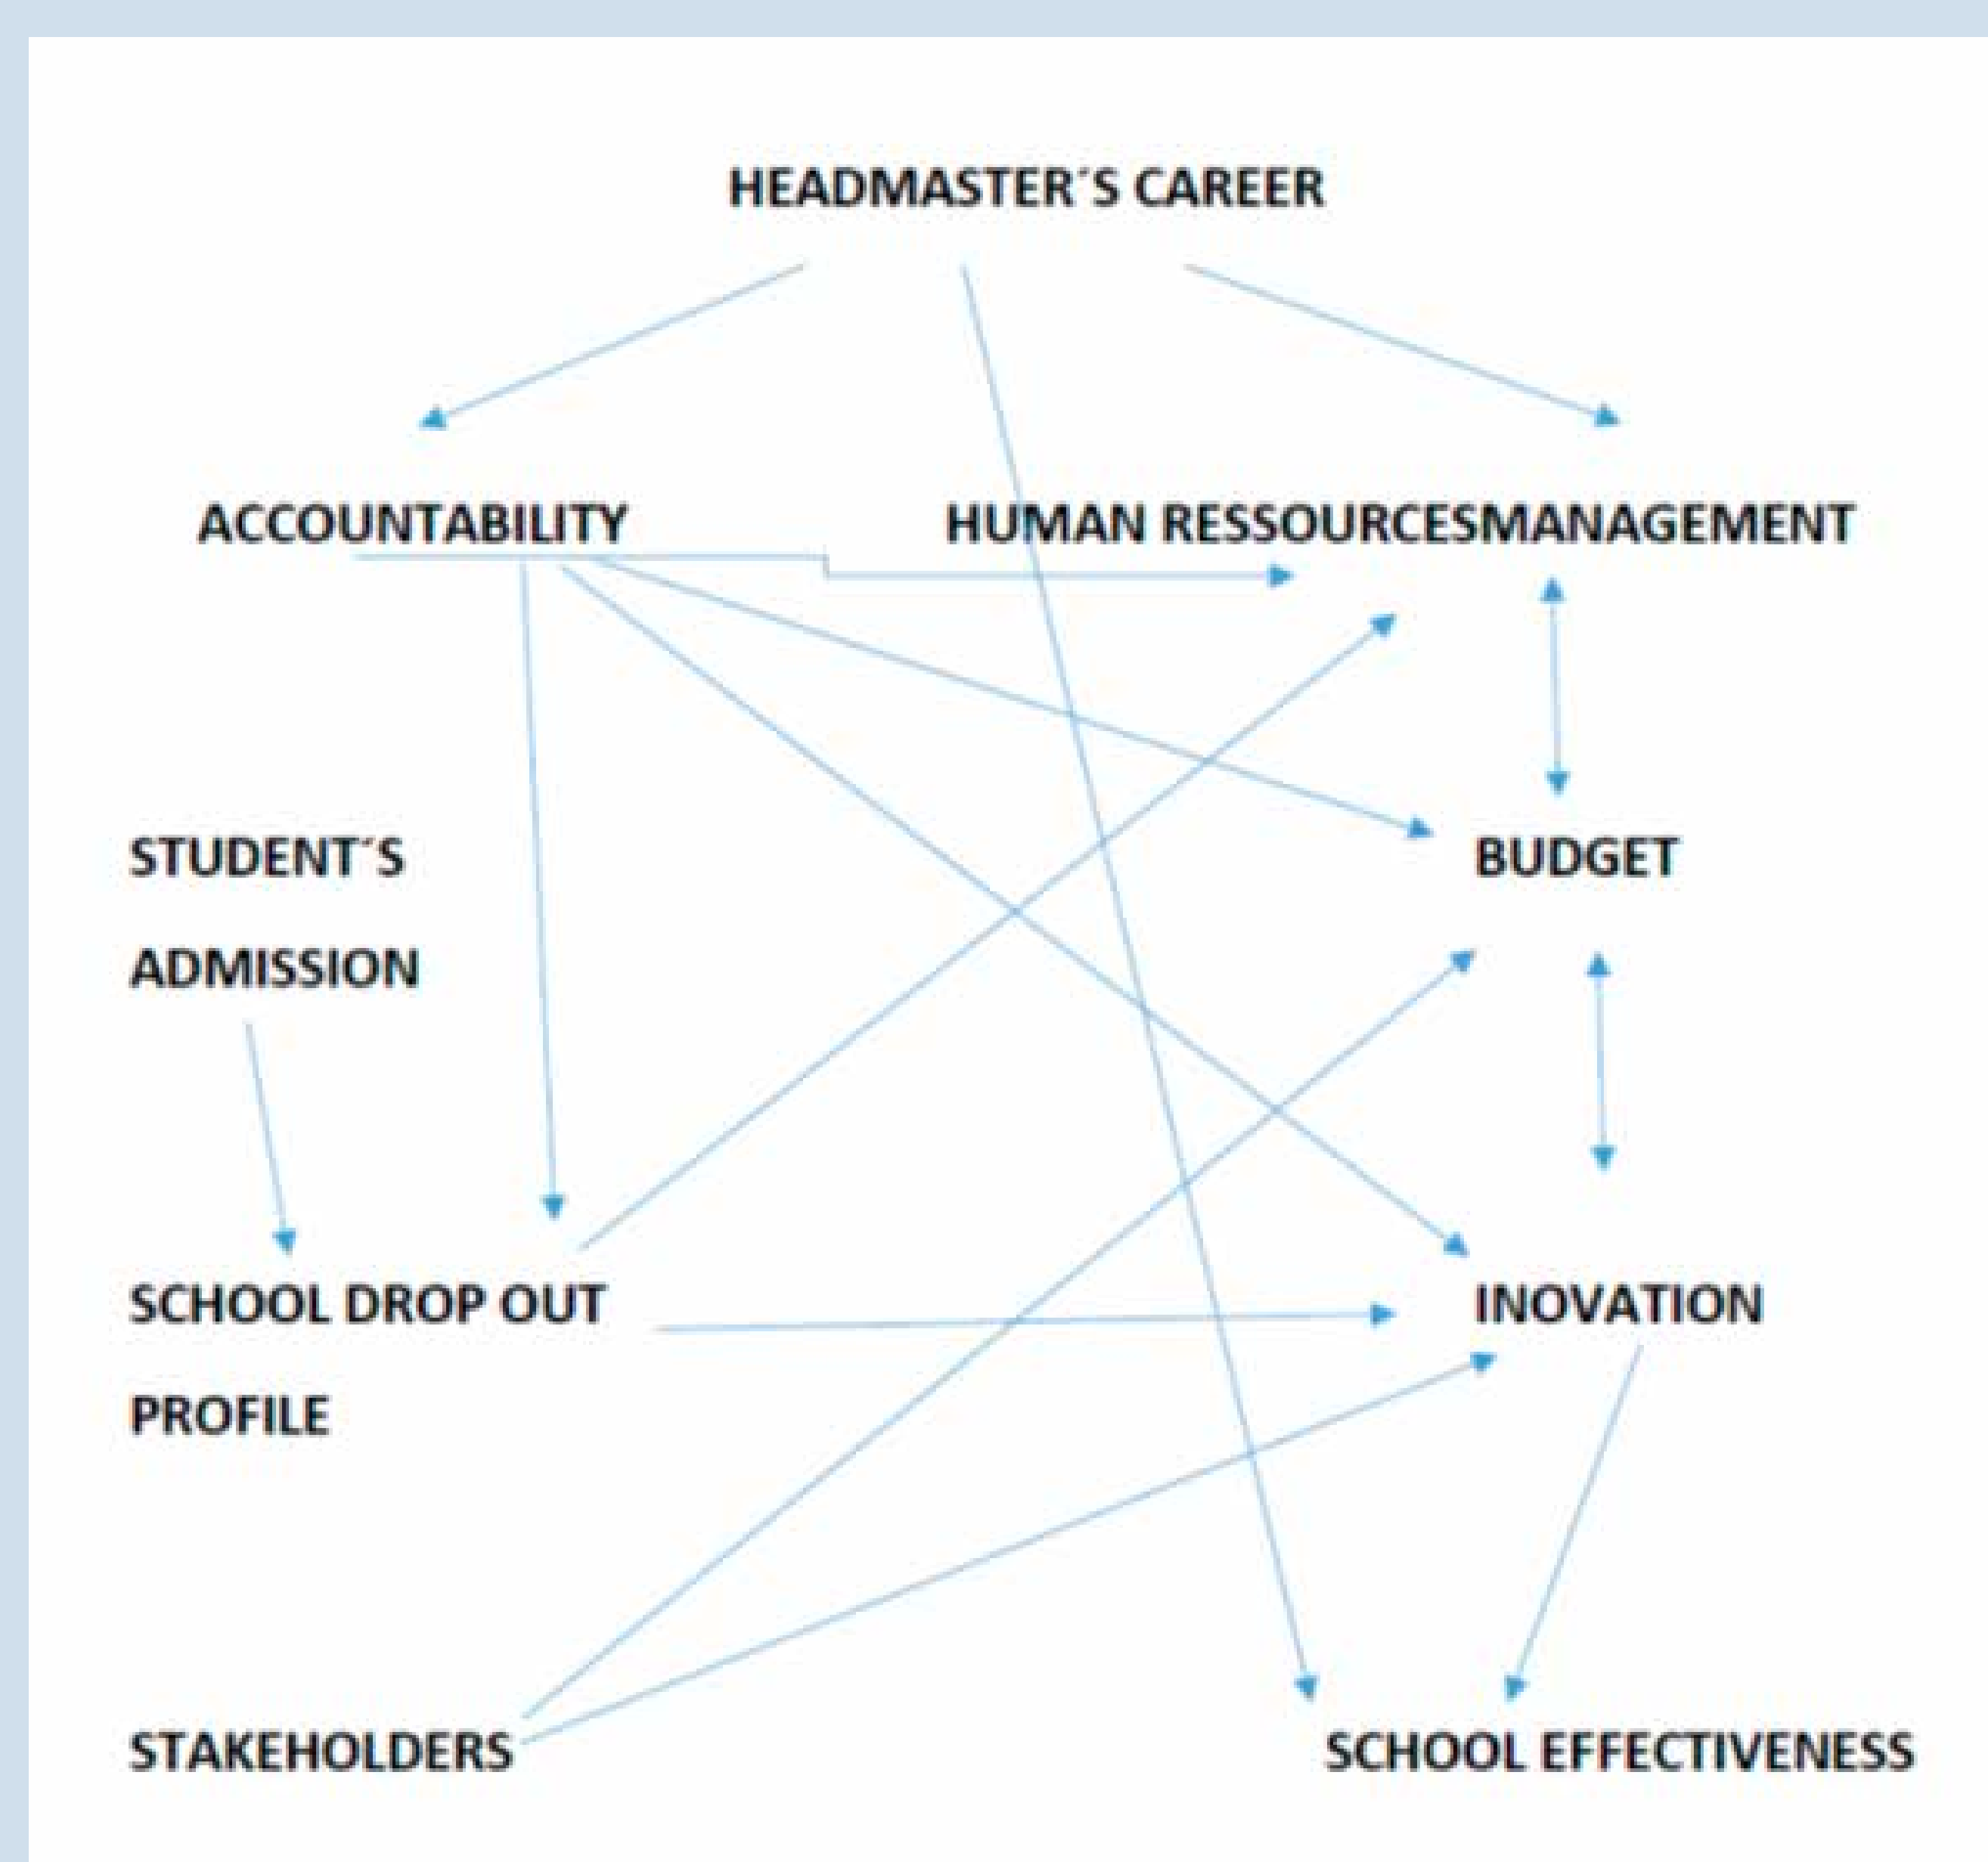 HEADMASTER´S CAREER
ACCOUNTABILITY
HUMAN RESSOURCESMANAGEMENT
STUDENT´S
ADMISSION
BUDGET
SCHOOL DROP OUT
PROFILE
INOVATION
STAKEHOLDERS
SCHOOL EFFECTIVENESS